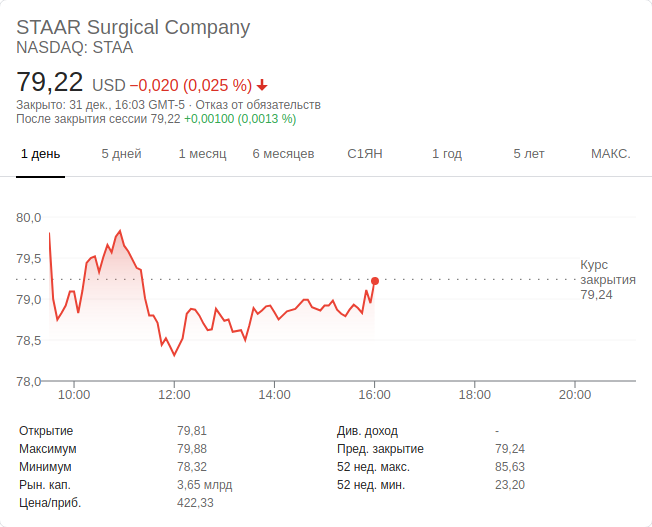 STAAR Surgical Company
NASDAQ: STAA
79,22 USD −0,020 (0,025 %)
Закрыто: 31 дек., 16:03 GMT-5 · Отказ от обязательств
После закрытия сессии 79,22 +0,00100 (0,0013 %)
1 день 5 дней 1 месяц 6 месяцев С1ЯН 1 год 5 лет МАКС.
80,0
79,5
Курс
закрытия
79,24
79,0
78,5
78,0
10:00 12:00 14:00 16:00 18:00 20:00
Открытие 79,81 Див. доход -
Максимум 79,88 Пред. закрытие 79,24
Минимум 78,32 52 нед. макс. 85,63
Рын. кап. 3,65 млрд 52 нед. мин. 23,20
Цена/приб. 422,33